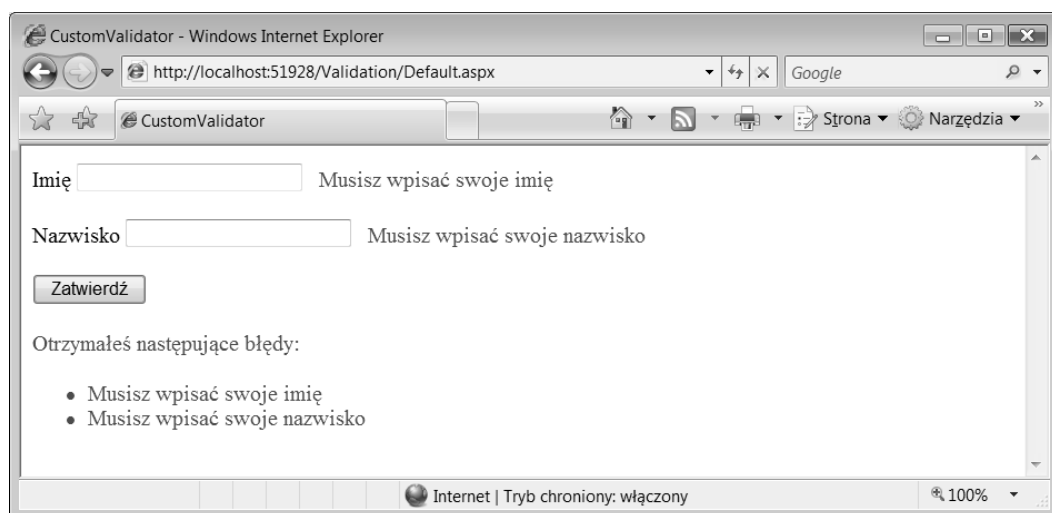 CustomValidator - Windows Internet Explorer
http://localhost:51928/Validation/Default.aspx
Google
CustomValidator
Strona
Narzędzia
Imię
Musisz wpisać swoje imię
Nazwisko
Musisz wpisać swoje nazwisko
Zatwierdź
Otrzymałeś następujące błędy:
• Musisz wpisać swoje imię
• Musisz wpisać swoje nazwisko
Internet | Tryb chroniony: włączony
100%